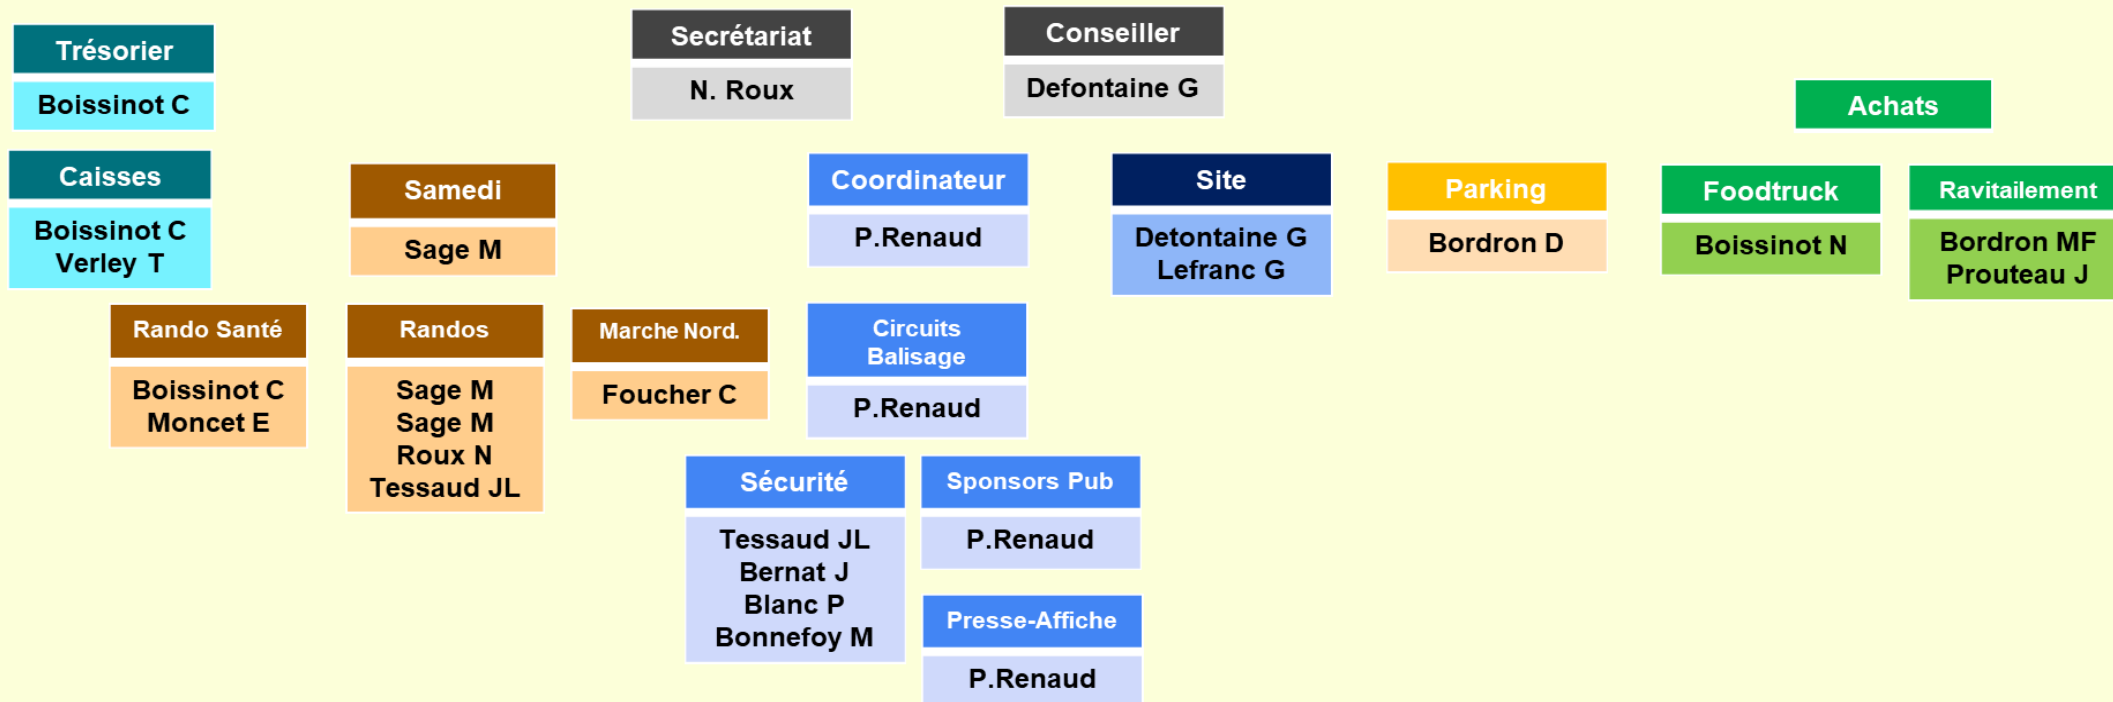 Trésorier
Boissinot C
Secrétariat
N. Roux
Conseiller
Defontaine G
Achats
Caisses
Boissinot C
Verley T
Samedi
Sage M
Coordinateur
P.Renaud
Site
Detontaine G
Lefranc G
Parking
Bordron D
Foodtruck
Boissinot N
Ravitailement
Bordron MF
Prouteau J
Rando Santé
Boissinot C
Moncet E
Randos
Sage M
Sage M
Roux N
Tessaud JL
Marche Nord.
Foucher C
Circuits
Balisage
P.Renaud
Sécurité
Tessaud JL
Bernat J
Blanc P
Bonnefoy M
Sponsors Pub
P.Renaud
Presse-Affiche
P.Renaud